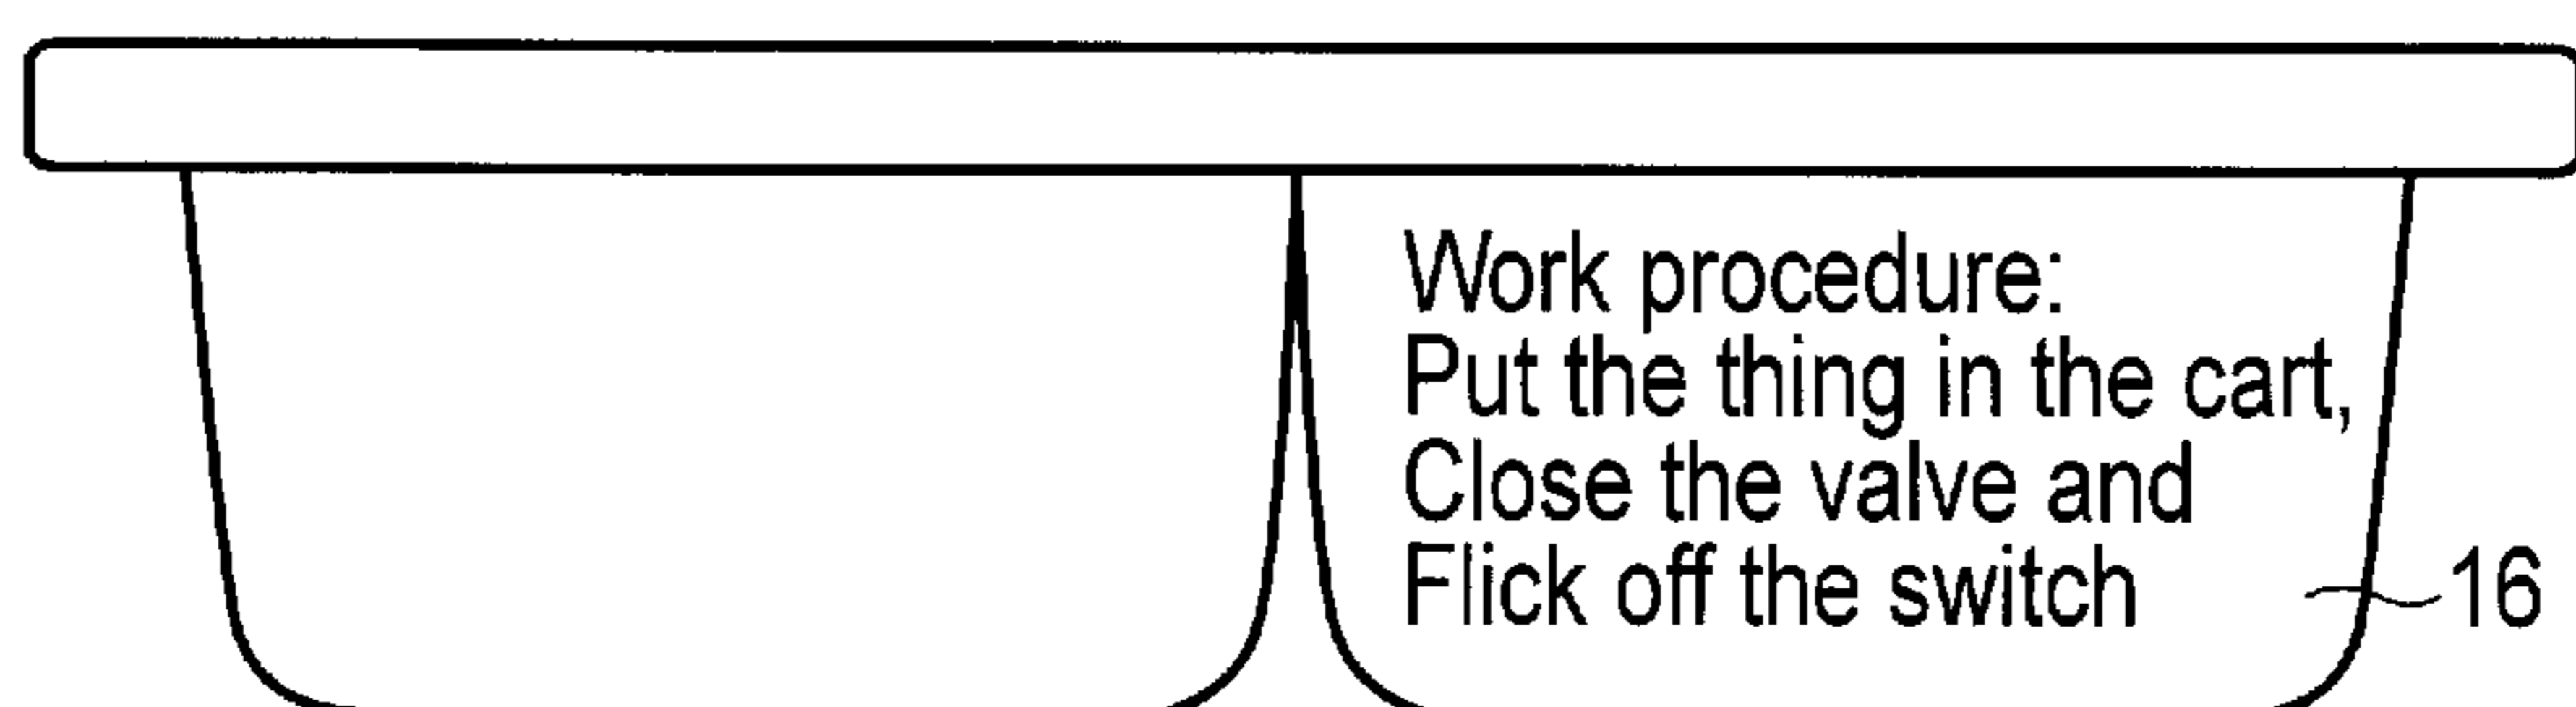 Work procedure:
Put the thing in the cart,
Close the valve and
Flick off the switch
16